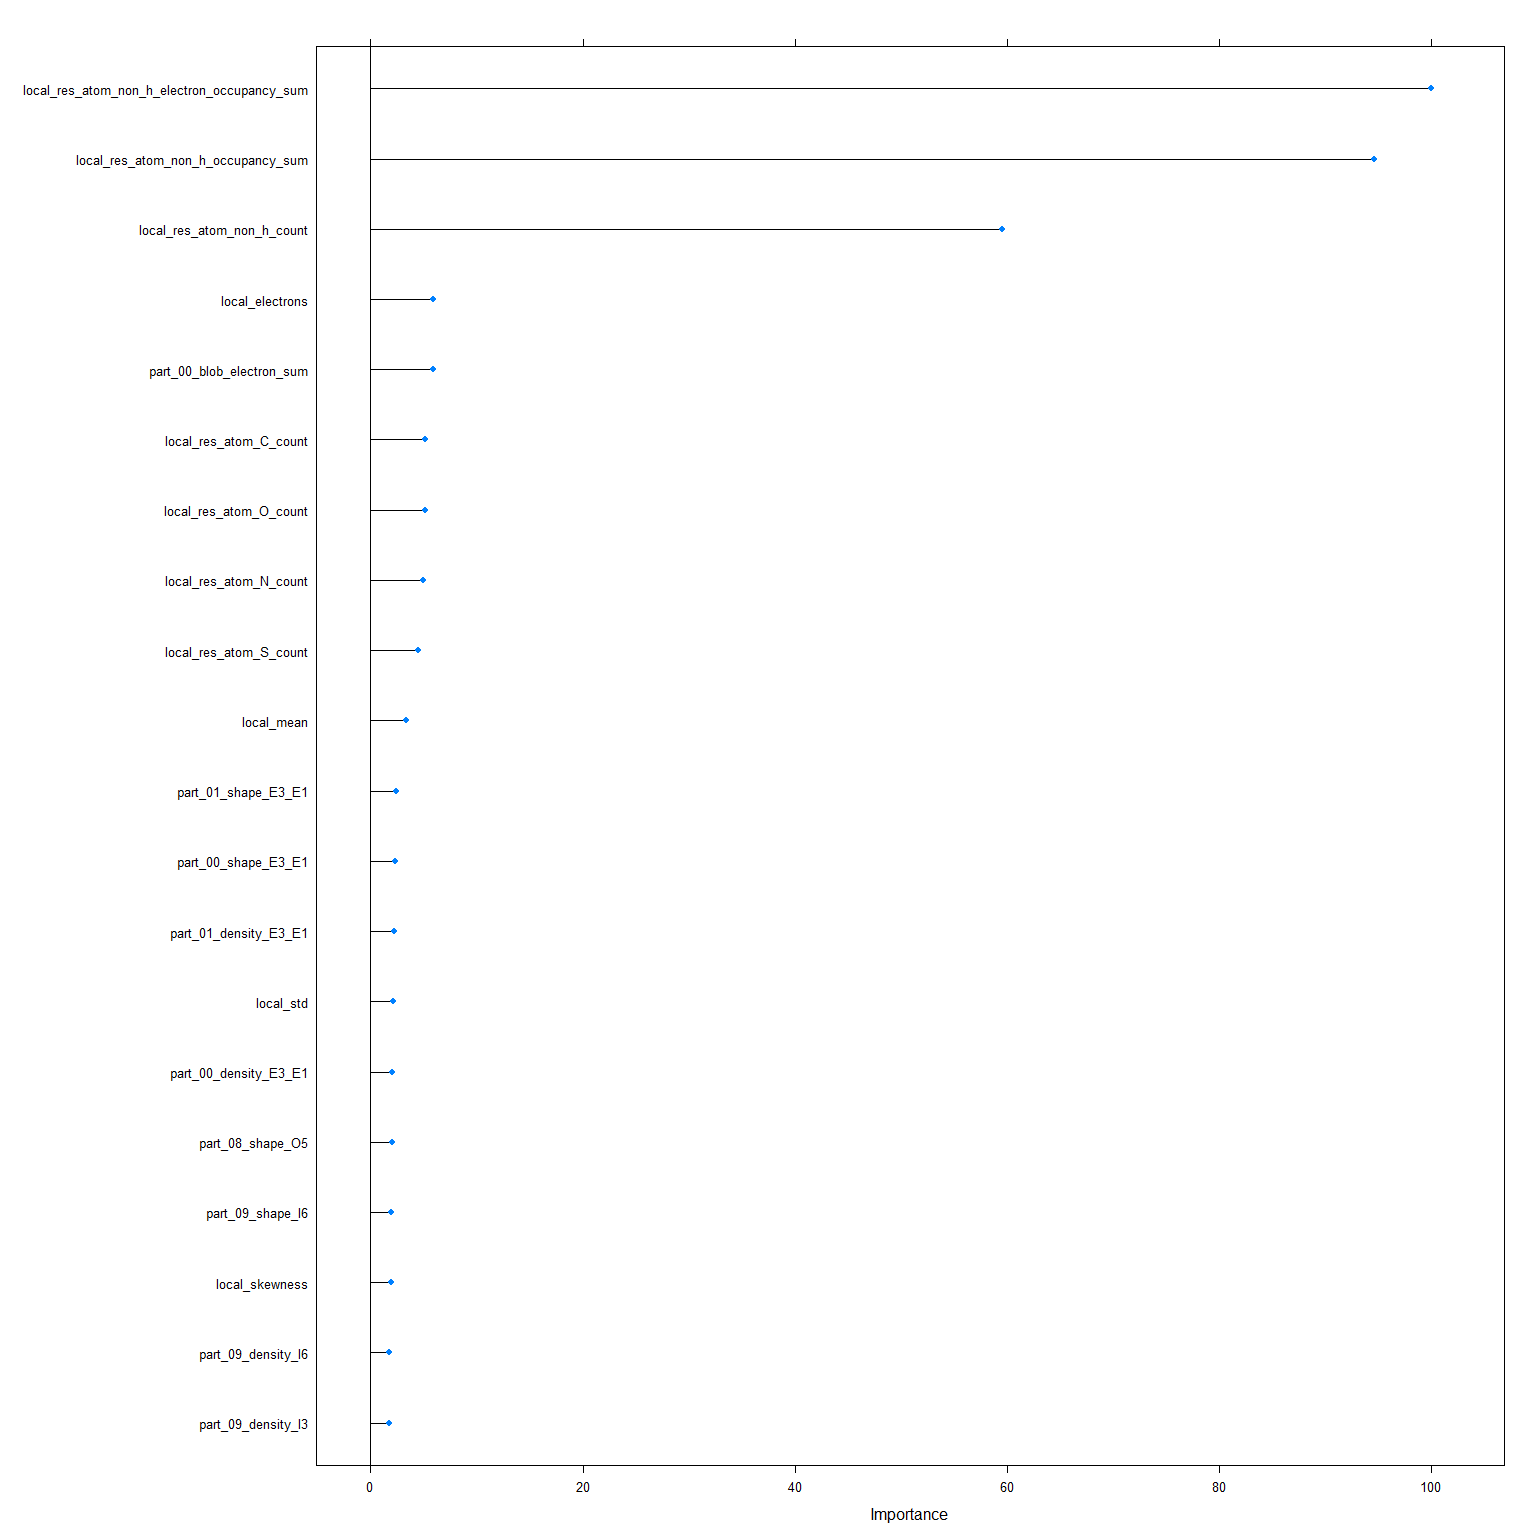 local_res_atom_non_h_electron_occupancy_sum
local_res_atom_non_h_occupancy_sum
local_res_atom_non_h_count
local_electrons
part_00_blob_electron_sum
local_res_atom_C_count
local_res_atom_O_count
local_res_atom_N_count
local_res_atom_S_count
local_mean
part_01_shape_E3_E1
part_00_shape_E3_E1
part_01_density_E3_E1
local_std
part_00_density_E3_E1
part_08_shape_O5
part_09_shape_I6
local_skewness
part_09_density_I6
part_09_density_I3
0 20 40 60 80 100
Importance